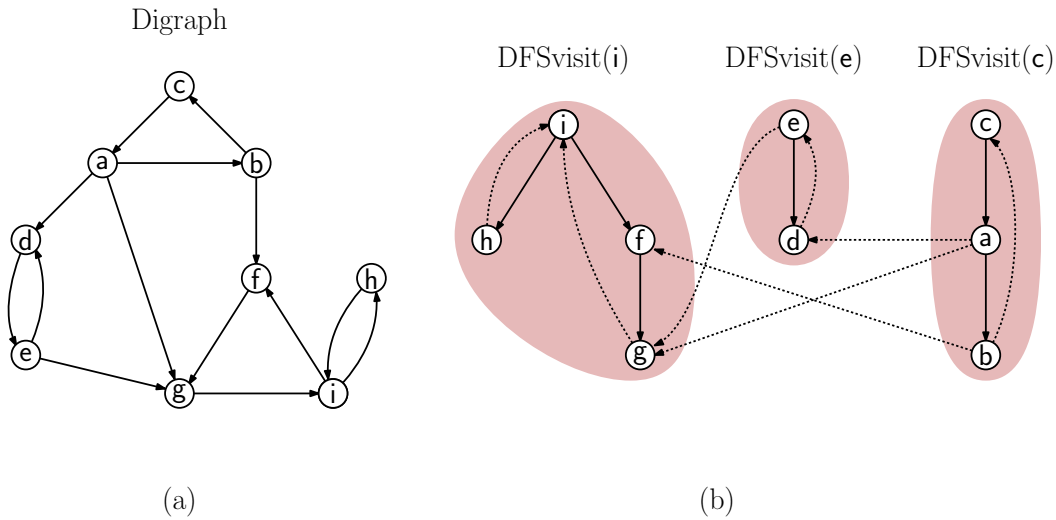 Digraph
c
a
b
d
f
h
e
g
i
(a)
DFSvisit(i)
DFSvisit(e)
DFSvisit(c)
i
e
c
h
f
d
a
g
b
(b)